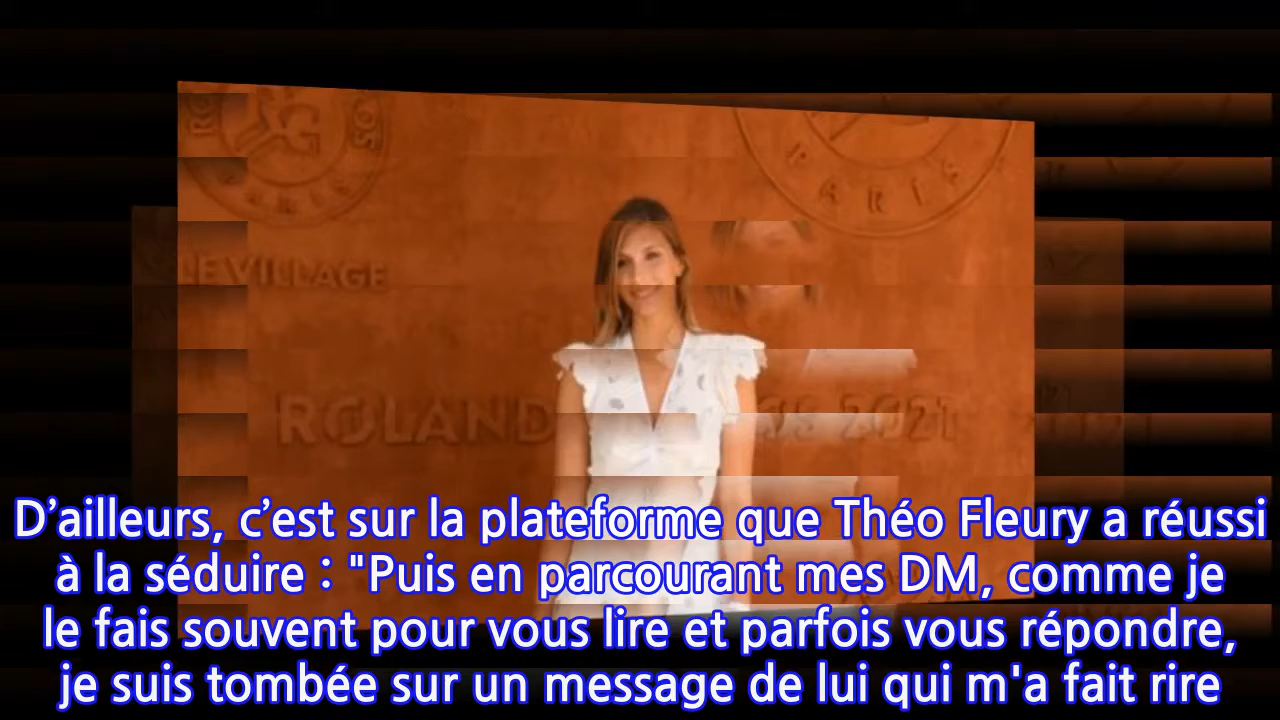 PARIS
LE VILLAGE
ROLAND
2021
D’ailleurs, c’est sur la plateforme que Théo Fleury a réussi
à la séduire : "Puis en parcourant mes DM, comme je
le fais souvent pour vous lire et parfois vous répondre,
je suis tombée sur un message de lui qui m'a fait rire